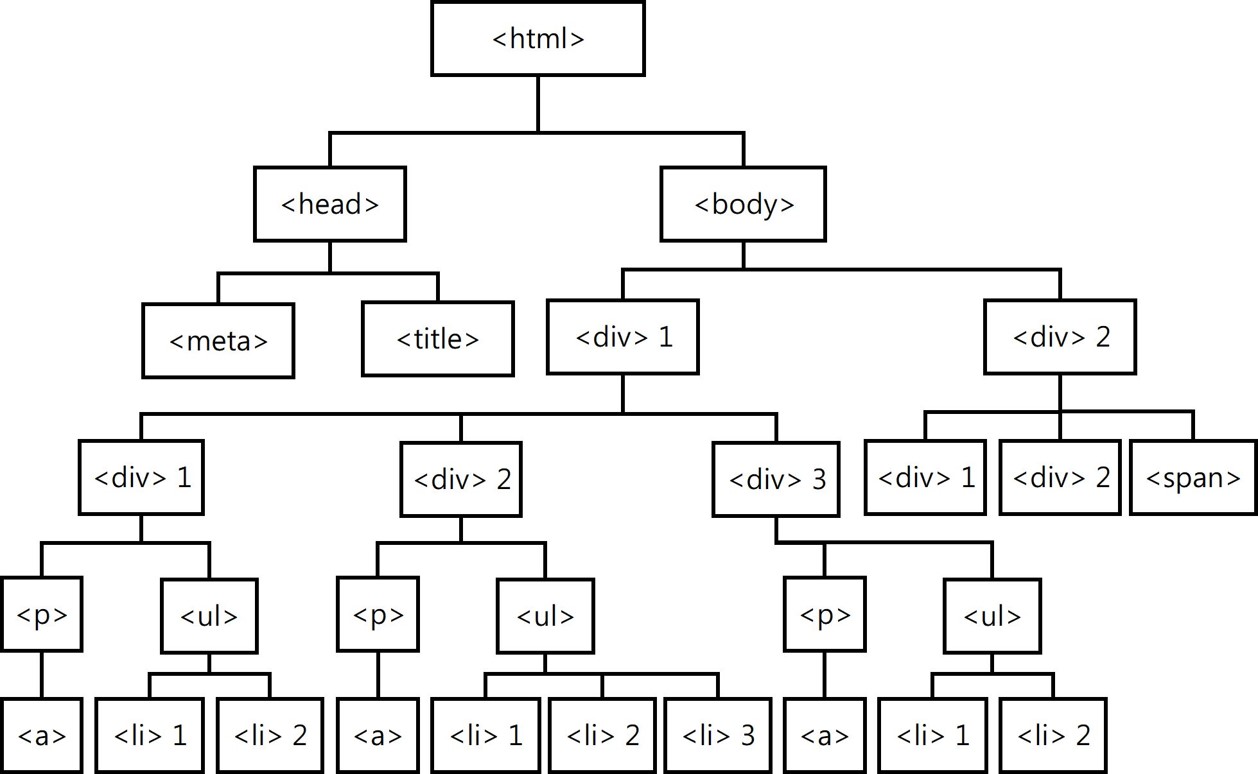 <html>
<head>
<body>
<meta>
<title>
<div> 1
<div> 2
<div> 1
<div> 2
<div> 3
<div> 1
<div> 2
<span>
<p>
<ul>
<p>
<ul>
<p>
<ul>
<a>
<li> 1
<li> 2
<a>
<li> 1
<li> 2
<li> 3
<a>
<li> 1
<li> 2